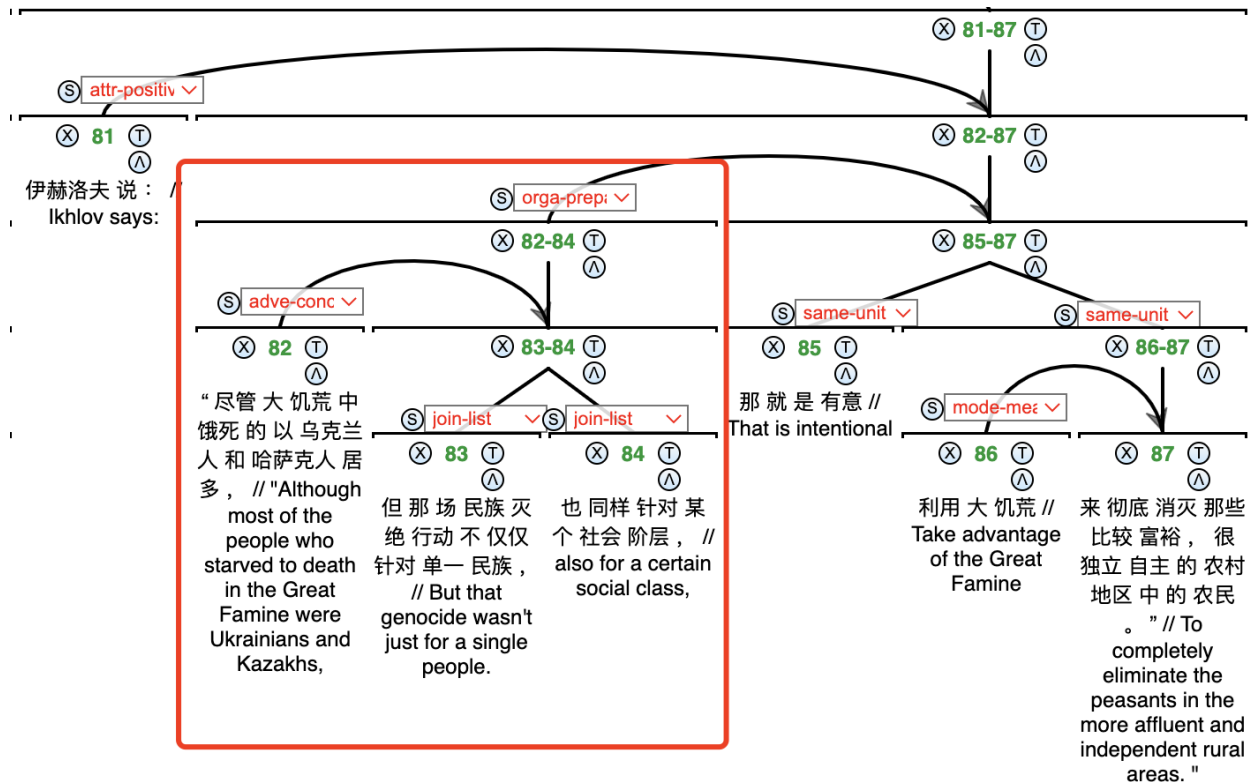 X 81-87 T
Λ
S attr-positiv
X 81 T
Λ
X 82-87 T
Λ
伊赫洛夫 说 ： //
Ikhlov says:
S orga-prepa
X 82-84 T
Λ
X 85-87 T
Λ
S adve-conc
S same-unit
S same-unit
X 82 T
Λ
X 83-84 T
Λ
X 85 T
Λ
X 86-87 T
Λ
“ 尽管 大 饥荒 中
饿死 的 以 乌克兰
人 和 哈萨克人 居
多 ， // "Although
most of the
people who
starved to death
in the Great
Famine were
Ukrainians and
Kazakhs,
S join-list
S join-list
X 83 T
Λ
X 84 T
Λ
但 那 场 民族 灭
绝 行动 不 仅仅
针对 单一 民族 ，
// But that
genocide wasn't
just for a single
people.
也 同样 针对 某
个 社会 阶层 ， //
also for a certain
social class,
那 就 是 有意 //
That is intentional
S mode-mea
X 86 T
Λ
X 87 T
Λ
利用 大 饥荒 //
Take advantage
of the Great
Famine
来 彻底 消灭 那些
比较 富裕 ， 很
独立 自主 的 农村
地区 中 的 农民
。 ” // To
completely
eliminate the
peasants in the
more affluent and
independent rural
areas. "